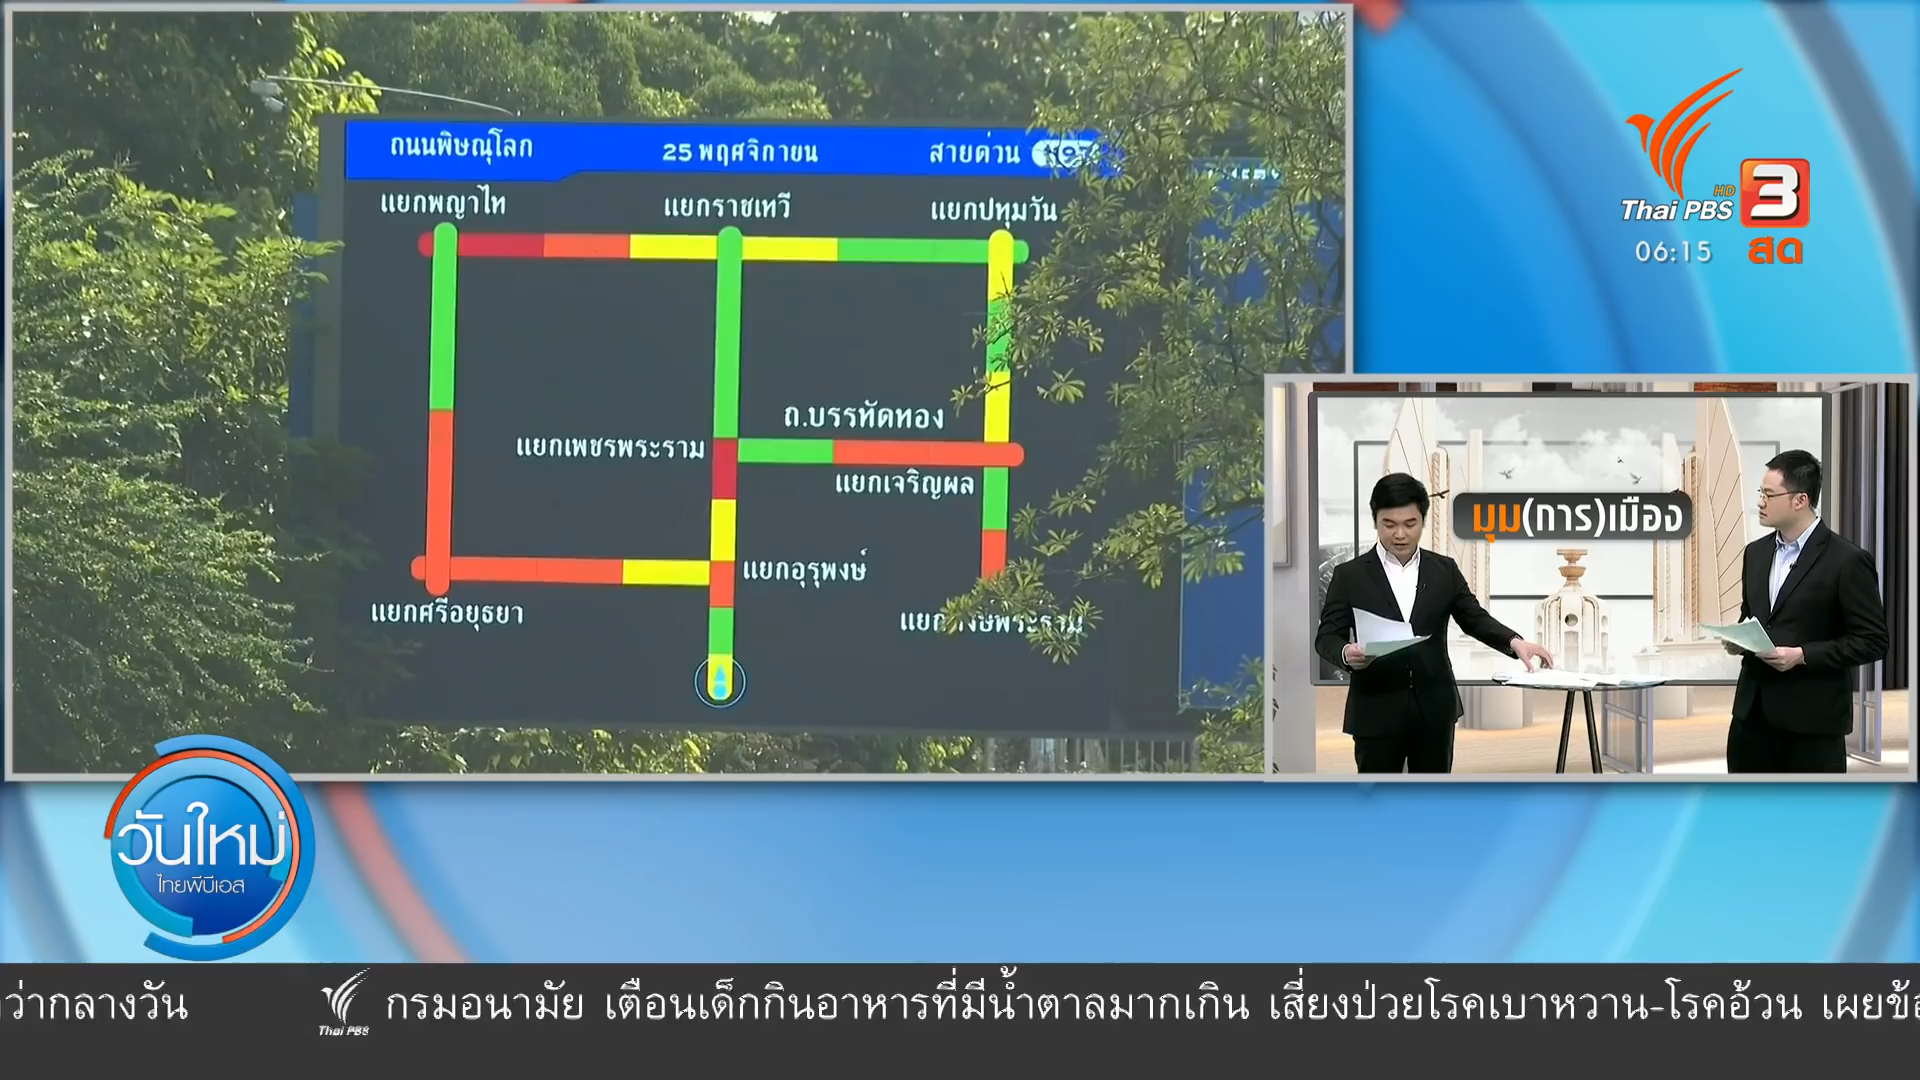 ถนนพิษณุโลก
25 พฤศจิกายน
สายด่วน
แยกพญาไท
แยกราชเทวี
แยกปทุมวัน
ถ.บรรทัดทอง
แยกเพชรพระราม
แยกเจริญผล
แยกอุรุพงษ์
แยกศรีอยุธยา
Thai PBS HD 3
06:15 สด
มุม(การ)เมือง
วันใหม่
ไทยพีบีเอส
ว่ากลางวัน
Thai PBS
กรมอนามัย เตือนเด็กกินอาหารที่มีน้ำตาลมากเกิน เสี่ยงป่วยโรคเบาหวาน-โรคอ้วน เผยข้อ